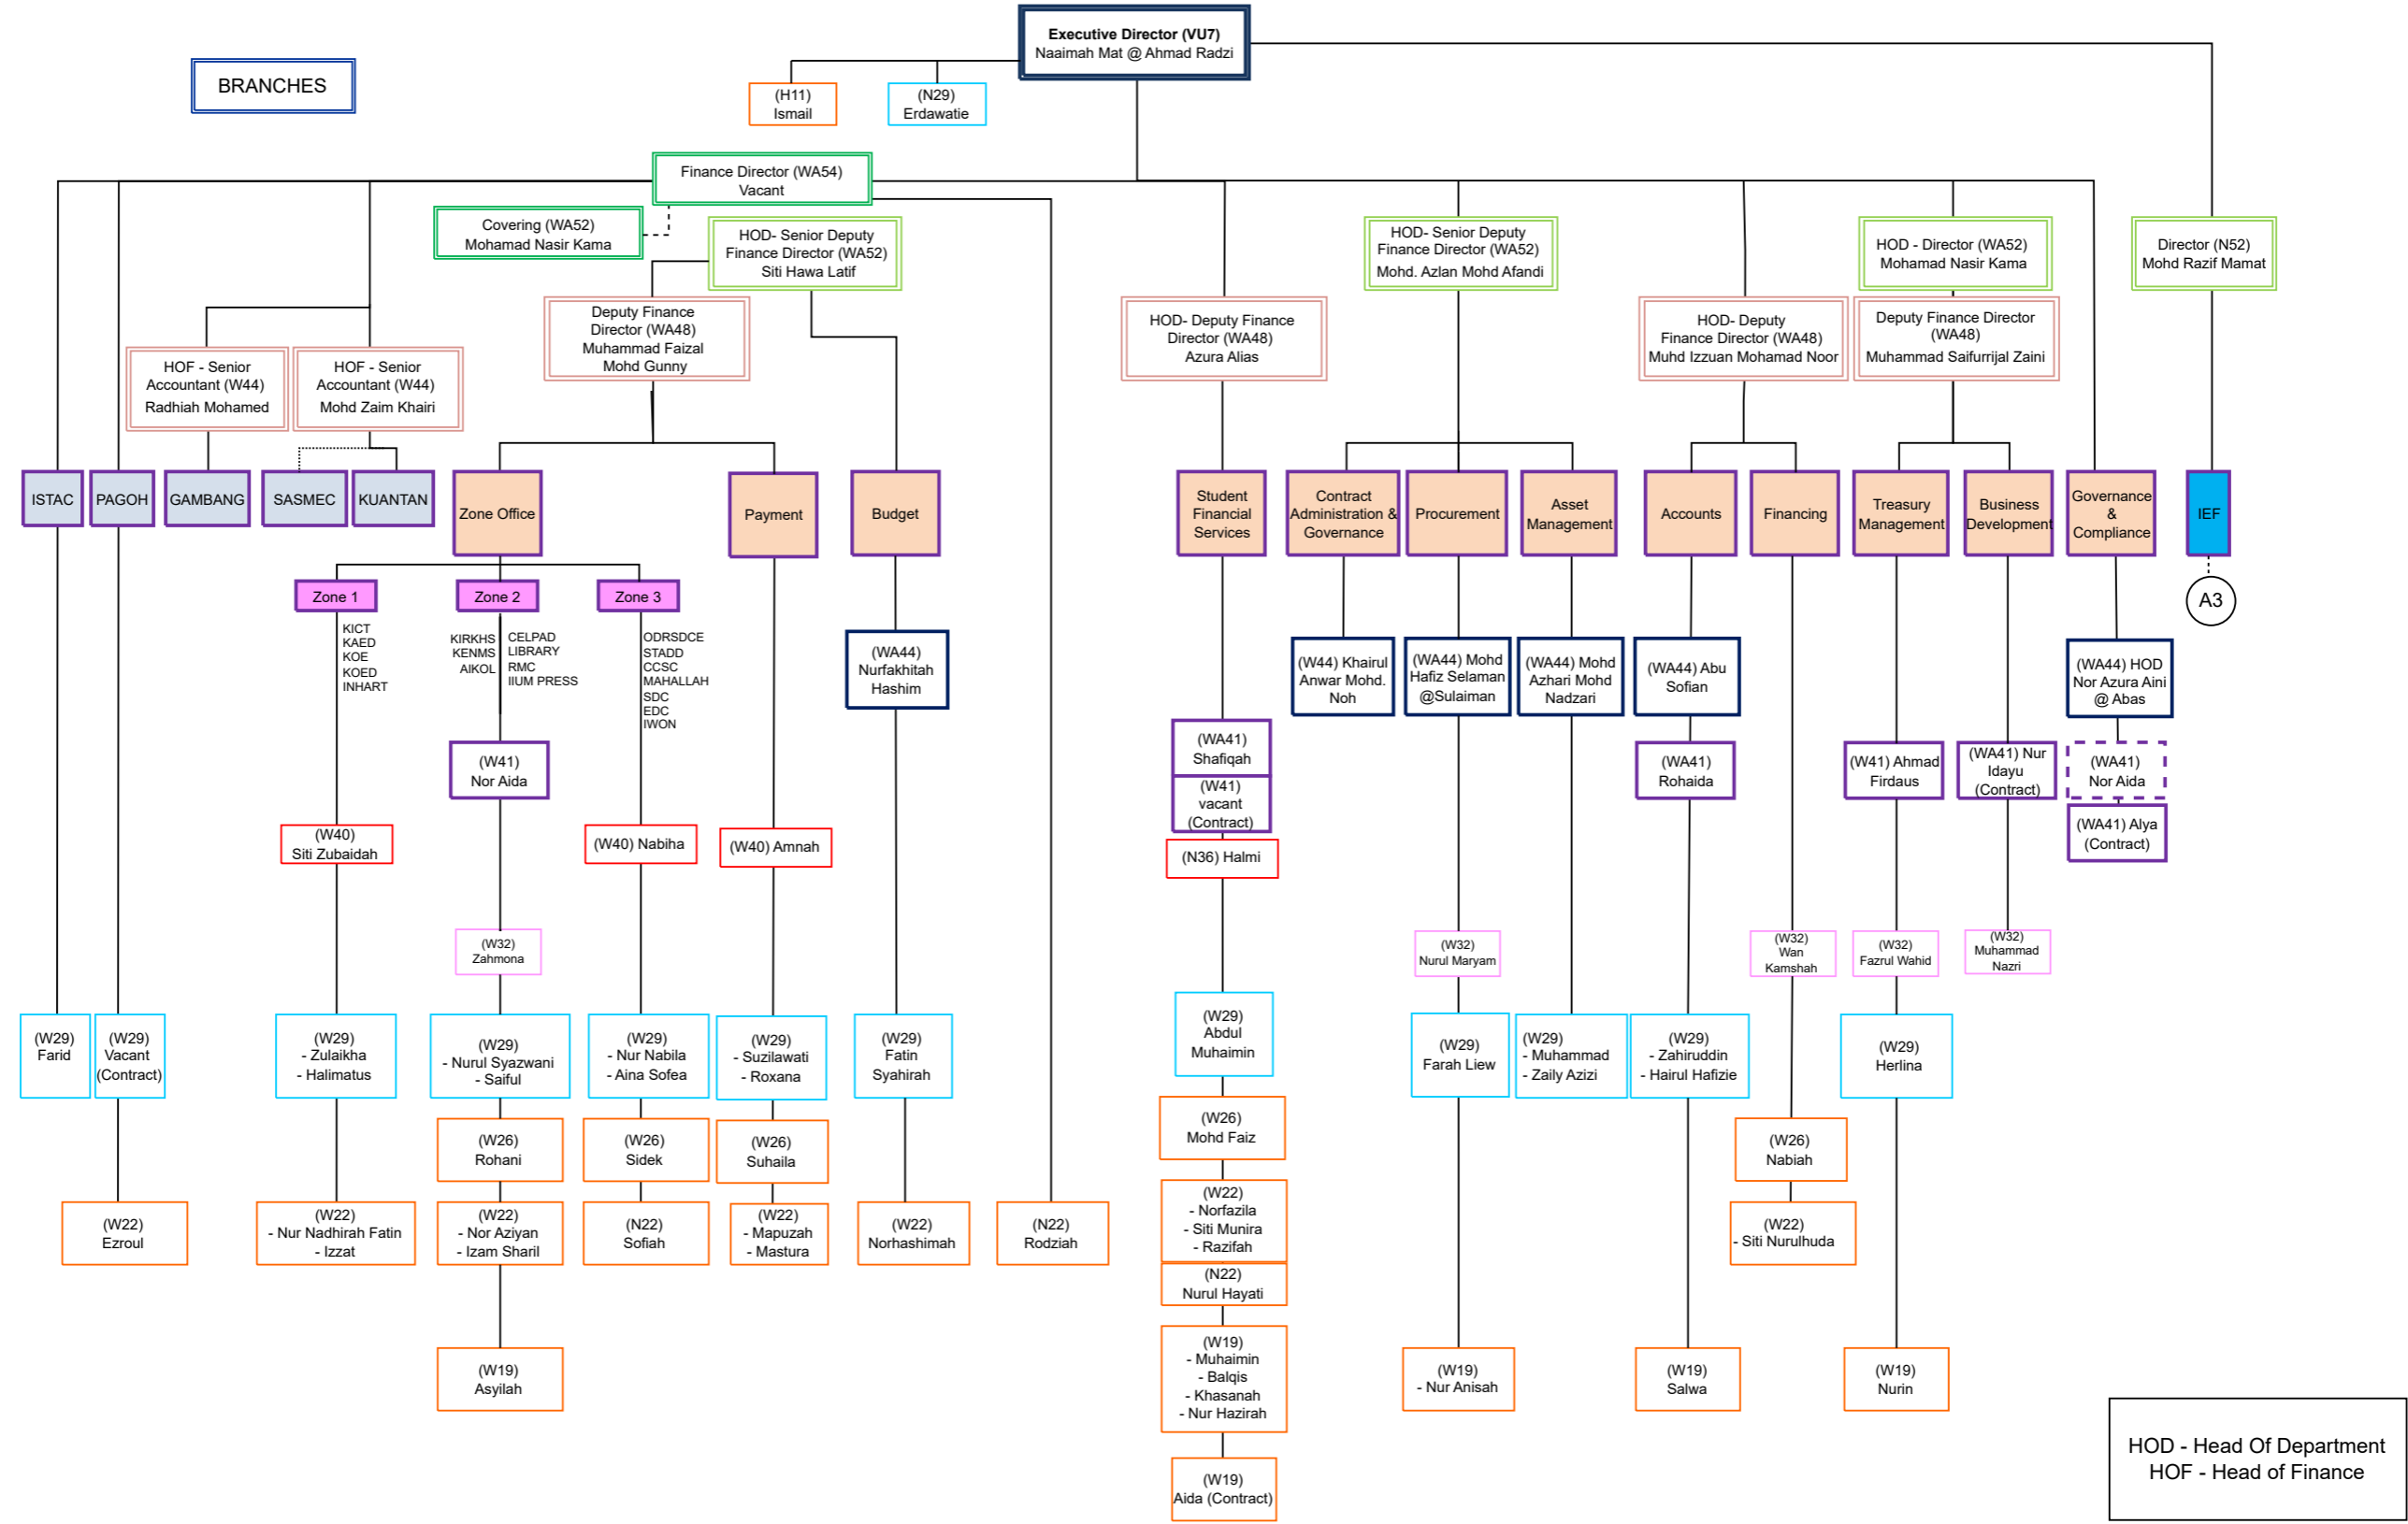 Executive Director (VU7)
Naaimah Mat @ Ahmad Radzi
BRANCHES
(H11)
Ismail
(N29)
Erdawatie
Finance Director (WA54)
Vacant
Covering (WA52)
Mohamad Nasir Kama
HOD- Senior Deputy
Finance Director (WA52)
Siti Hawa Latif
HOD- Senior Deputy
Finance Director (WA52)
Mohd. Azlan Mohd Afandi
HOD - Director (WA52)
Mohamad Nasir Kama
Director (N52)
Mohd Razif Mamat
Deputy Finance
Director (WA48)
Muhammad Faizal
Mohd Gunny
HOD- Deputy Finance
Director (WA48)
Azura Alias
HOD- Deputy
Finance Director (WA48)
Muhd Izzuan Mohamad Noor
Deputy Finance Director
(WA48)
Muhammad Saifurrijal Zaini
HOF - Senior
Accountant (W44)
Radhiah Mohamed
HOF - Senior
Accountant (W44)
Mohd Zaim Khairi
ISTAC
PAGOH
GAMBANG
SASMEC
KUANTAN
Zone Office
Payment
Budget
Student
Financial
Services
Contract
Administration &
Governance
Procurement
Asset
Management
Accounts
Financing
Treasury
Management
Business
Development
Governance
&
Compliance
IEF
A3
Zone 1
Zone 2
Zone 3
KICT
KAED
KOE
KOED
INHART
KIRKHS
KENMS
AIKOL
CELPAD
LIBRARY
RMC
IIUM PRESS
ODRSDCE
STADD
CCSC
MAHALLAH
SDC
EDC
IWON
(WA44)
Nurfakhitah
Hashim
(W44) Khairul
Anwar Mohd.
Noh
(WA44) Mohd
Hafiz Selaman
@Sulaiman
(WA44) Mohd
Azhari Mohd
Nadzari
(WA44) Abu
Sofian
(WA44) HOD
Nor Azura Aini
@ Abas
(W41)
Nor Aida
(WA41)
Shafiqah
(W41)
vacant
(Contract)
(WA41)
Rohaida
(W41) Ahmad
Firdaus
(WA41) Nur
Idayu
(Contract)
(WA41)
Nor Aida
(WA41) Alya
(Contract)
(W40)
Siti Zubaidah
(W40) Nabiha
(W40) Amnah
(N36) Halmi
(W32)
Zahmona
(W32)
Nurul Maryam
(W32)
Wan
Kamshah
(W32)
Fazrul Wahid
(W32)
Muhammad
Nazri
(W29)
Farid
(W29)
Vacant
(Contract)
(W29)
- Zulaikha
- Halimatus
(W29)
- Nurul Syazwani
- Saiful
(W29)
- Nur Nabila
- Aina Sofea
(W29)
- Suzilawati
- Roxana
(W29)
Fatin
Syahirah
(W29)
Abdul
Muhaimin
(W29)
Farah Liew
(W29)
- Muhammad
- Zaily Azizi
(W29)
- Zahiruddin
- Hairul Hafizie
(W29)
Herlina
(W26)
Rohani
(W26)
Sidek
(W26)
Suhaila
(W26)
Mohd Faiz
(W26)
Nabiah
(W22)
Ezroul
(W22)
- Nur Nadhirah Fatin
- Izzat
(W22)
- Nor Aziyan
- Izam Sharil
(N22)
Sofiah
(W22)
- Mapuzah
- Mastura
(W22)
Norhashimah
(N22)
Rodziah
(W22)
- Norfazila
- Siti Munira
- Razifah
(N22)
Nurul Hayati
(W22)
- Siti Nurulhuda
(W19)
Asyilah
(W19)
- Muhaimin
- Balqis
- Khasanah
- Nur Hazirah
(W19)
- Nur Anisah
(W19)
Salwa
(W19)
Nurin
(W19)
Aida (Contract)
HOD - Head Of Department
HOF - Head of Finance